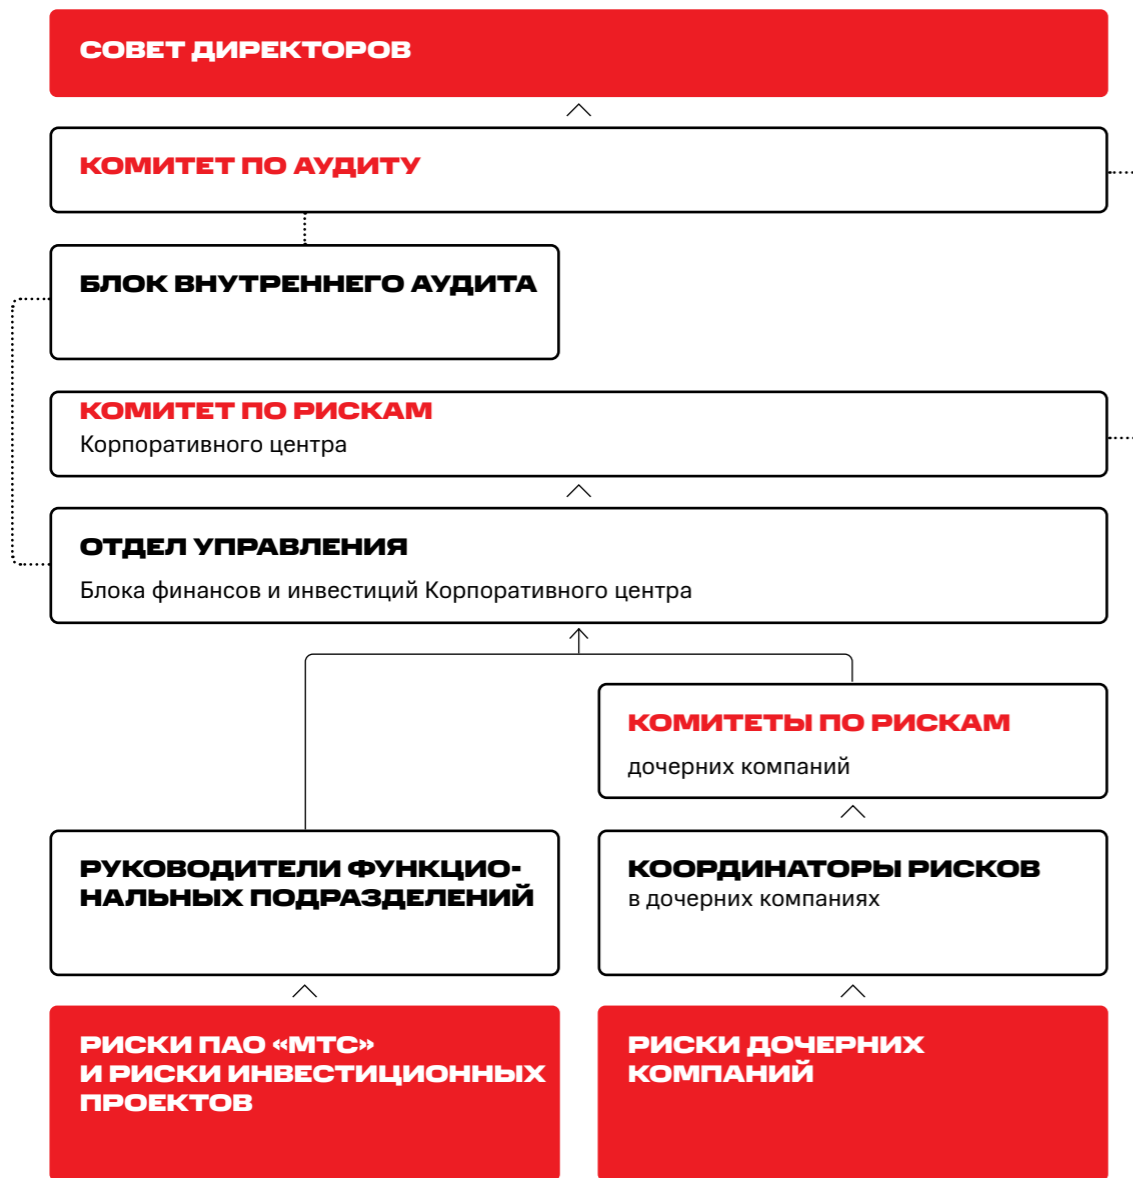 СОВЕТ ДИРЕКТОРОВ
КОМИТЕТ ПО АУДИТУ
БЛОК ВНУТРЕННЕГО АУДИТА
КОМИТЕТ ПО РИСКАМ
Корпоративного центра
ОТДЕЛ УПРАВЛЕНИЯ
Блока финансов и инвестиций Корпоративного центра
КОМИТЕТЫ ПО РИСКАМ
дочерних компаний
РУКОВОДИТЕЛИ ФУНКЦИО-
НАЛЬНЫХ ПОДРАЗДЕЛЕНИЙ
КООРДИНАТОРЫ РИСКОВ
в дочерних компаниях
РИСКИ ПАО «МТС»
И РИСКИ ИНВЕСТИЦИОННЫХ
ПРОЕКТОВ
РИСКИ ДОЧЕРНИХ
КОМПАНИЙ